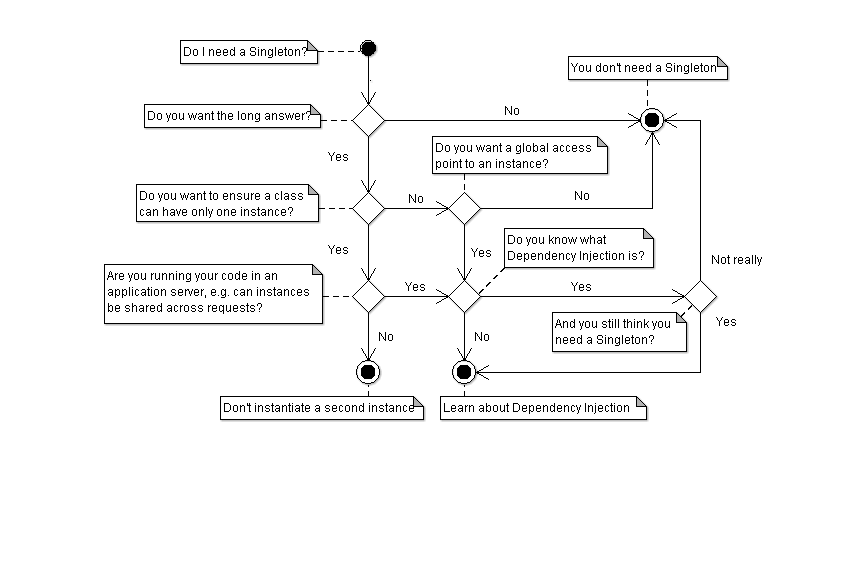 Do I need a Singleton?
You don't need a Singleton
Do you want the long answer?
No
Do you want a global access
point to an instance?
Yes
Do you want to ensure a class
can have only one instance?
No
No
Do you know what
Dependency Injection is?
Yes
Yes
Not really
Are you running your code in an
application server, e.g. can instances
be shared across requests?
Yes
Yes
And you still think you
need a Singleton?
Yes
No
No
Don't instantiate a second instance
Learn about Dependency Injection